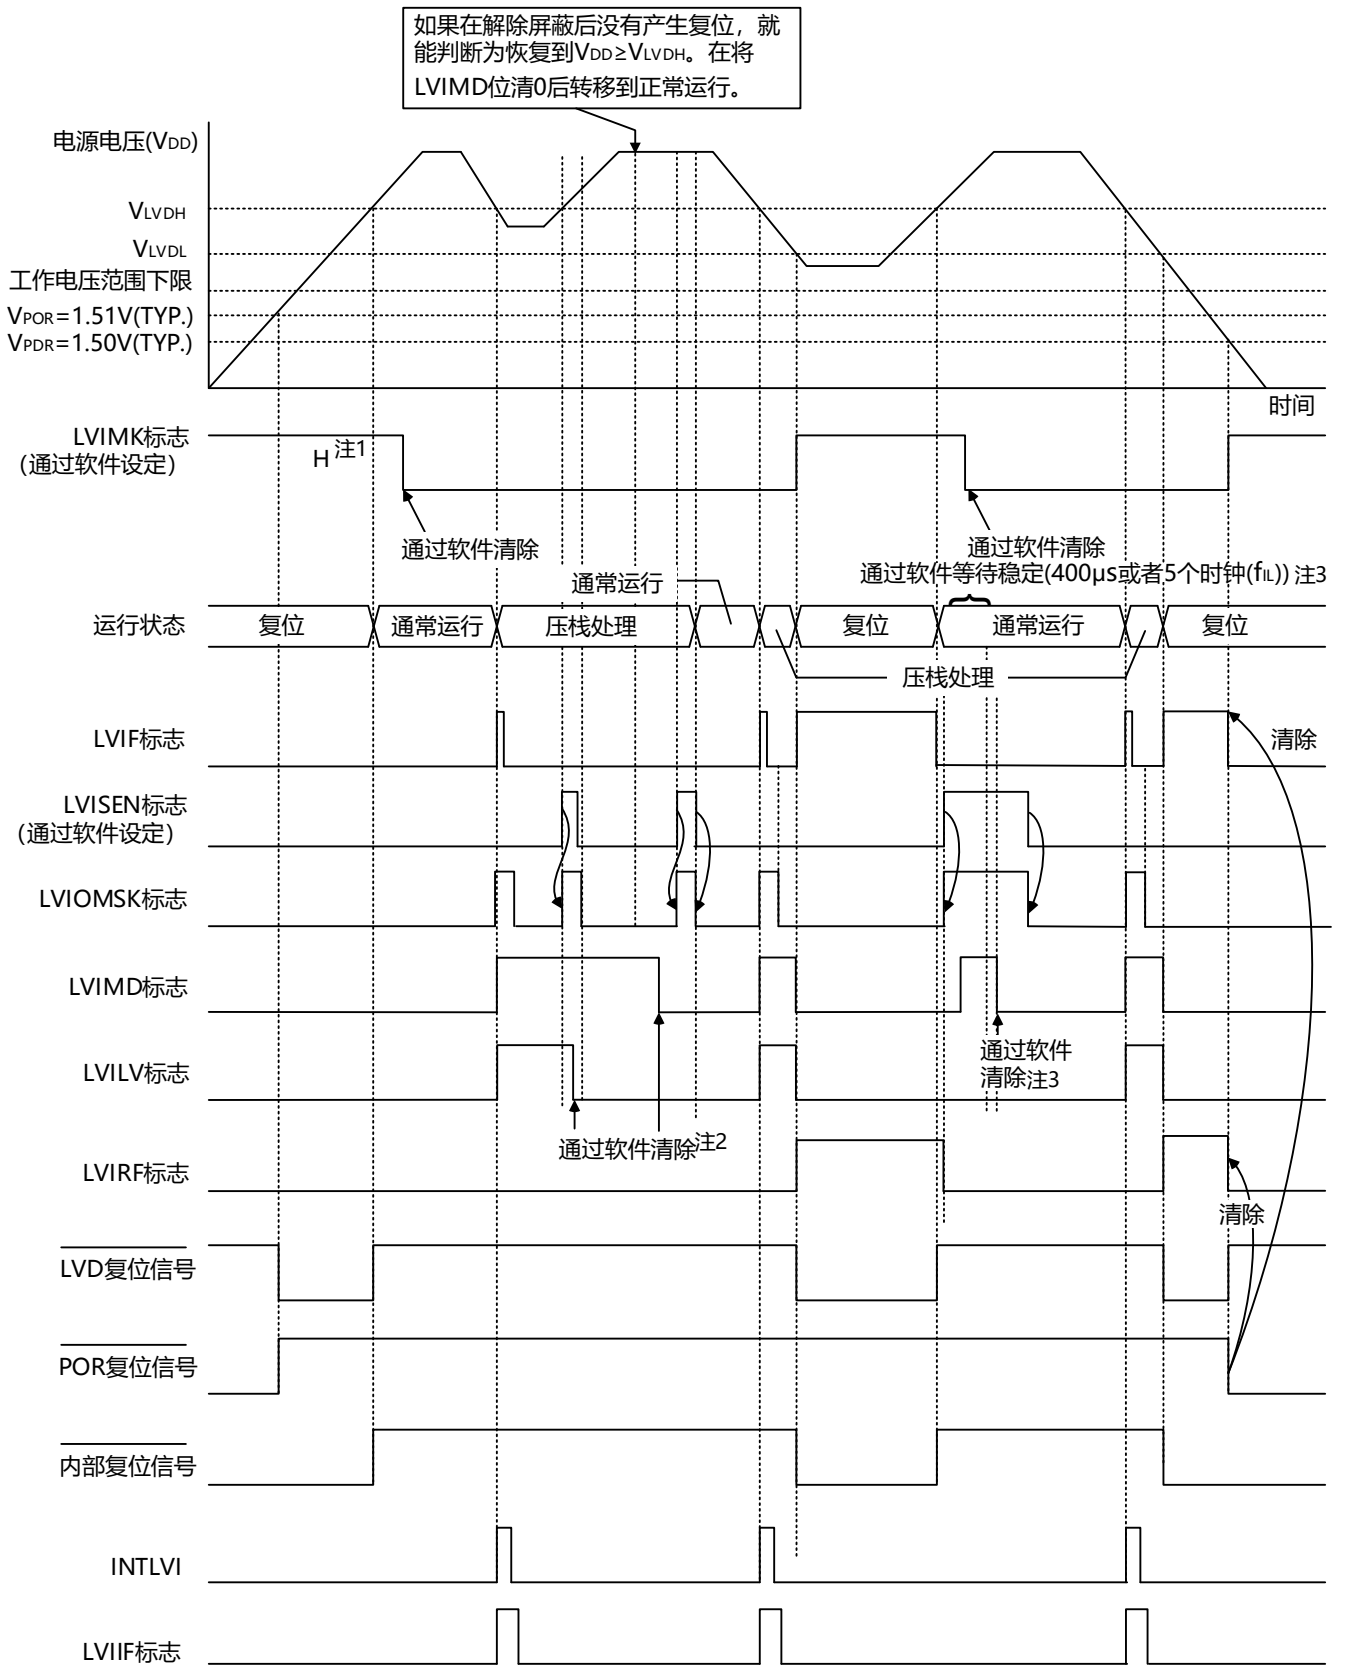 如果在解除屏蔽后没有产生复位，就
能判断为恢复到VDD≥VLVDH。在将
LVIMD位清0后转移到正常运行。
电源电压(VDD)
VLVDH
VLVDL
工作电压范围下限
VPOR=1.51V(TYP.)
VPDR=1.50V(TYP.)
时间
LVIMK标志
（通过软件设定）
H 注1
通过软件清除
通过软件清除
通过软件等待稳定(400μs或者5个时钟(fIL)) 注3
通常运行
运行状态
复位
通常运行
压栈处理
复位
通常运行
复位
压栈处理
LVIF标志
清除
LVISEN标志
（通过软件设定）
LVIOMSK标志
LVIMD标志
通过软件
清除注3
LVILV标志
通过软件清除注2
LVIRF标志
清除
LVD复位信号
POR复位信号
内部复位信号
INTLVI
LVIIF标志